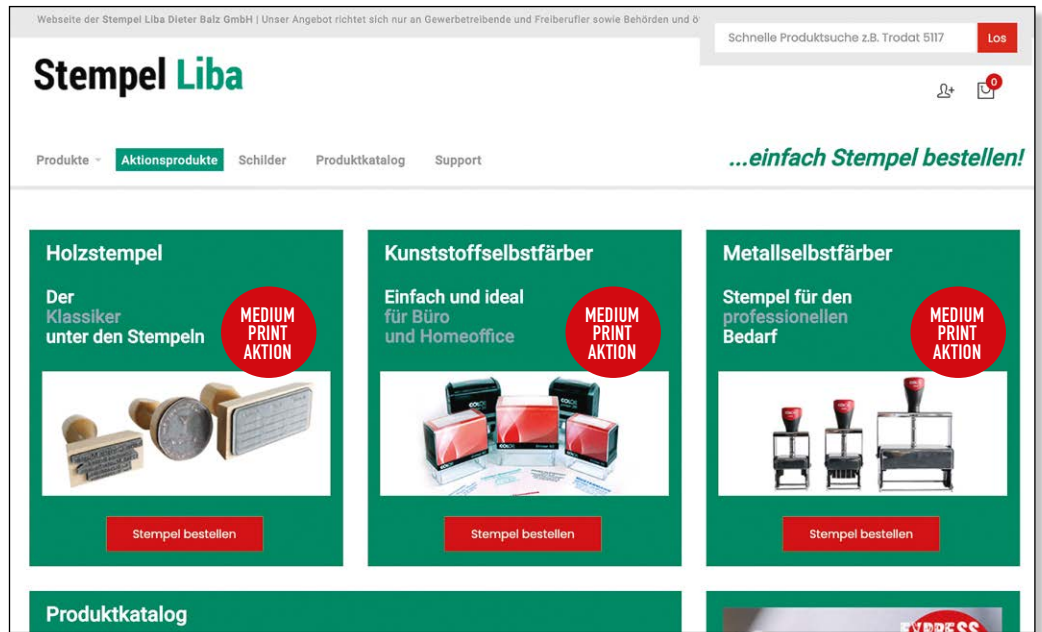 Webseite der Stempel Liba Dieter Balz GmbH | Unser Angebot richtet sich nur an Gewerbetreibende und Freiberufler sowie Behörden und ö
Schnelle Produktsuche z.B. Trodat 5117
Los
Stempel Liba
0
Produkte
Aktionsprodukte
Schilder
Produktkatalog
Support
...einfach Stempel bestellen!
Holzstempel
Der
Klassiker
unter den Stempeln
MEDIUM
PRINT
AKTION
Stempel bestellen
Kunststoffselbstfärber
Einfach und ideal
für Büro
und Homeoffice
MEDIUM
PRINT
AKTION
COLOP
Stempel bestellen
Metallselbstfärber
Stempel für den
professionellen
Bedarf
MEDIUM
PRINT
AKTION
Stempel bestellen
Produktkatalog
EXPRESS